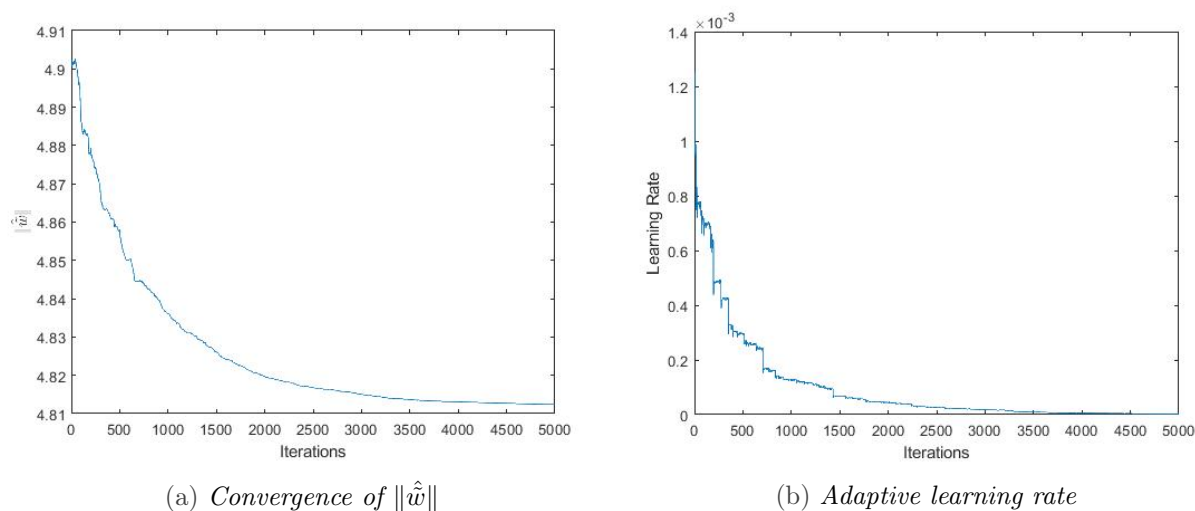 4.91
4.9
4.89
4.88
4.87
4.86
4.85
4.84
4.83
4.82
4.81
‖ŵ̃‖
0 500 1000 1500 2000 2500 3000 3500 4000 4500 5000
Iterations
(a) Convergence of ‖ŵ̃‖
×10⁻³
1.4
1.2
1
0.8
0.6
0.4
0.2
0
Learning Rate
0 500 1000 1500 2000 2500 3000 3500 4000 4500 5000
Iterations
(b) Adaptive learning rate